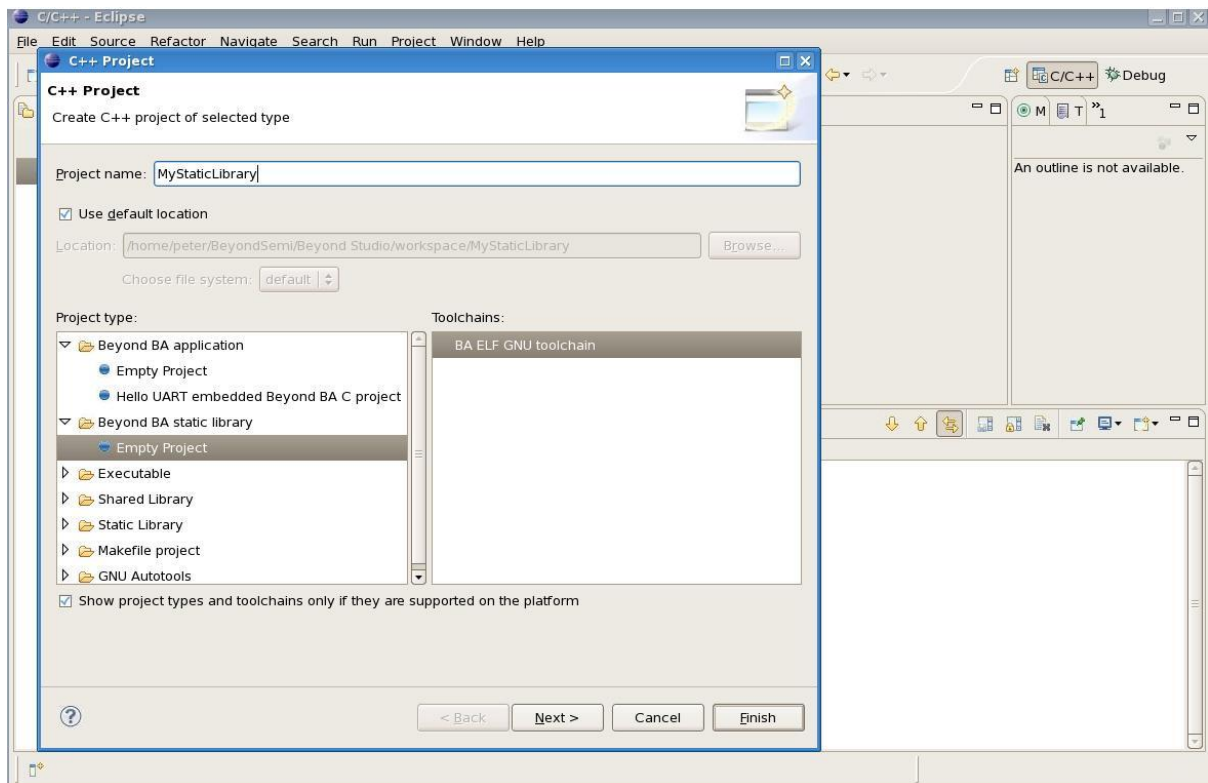 C/C++ - Eclipse
File Edit Source Refactor Navigate Search Run Project Window Help
C++ Project
C/C++ Debug
C++ Project
Create C++ project of selected type
M T »1
An outline is not available.
Project name: MyStaticLibrary
Use default location
Location: /home/peter/BeyondSemi/Beyond Studio/workspace/MyStaticLibrary Browse...
Choose file system: default
Project type: Toolchains:
Beyond BA application BA ELF GNU toolchain
Empty Project
Hello UART embedded Beyond BA C project
Beyond BA static library
Empty Project
Executable
Shared Library
Static Library
Makefile project
GNU Autotools
Show project types and toolchains only if they are supported on the platform
? < Back Next > Cancel Finish